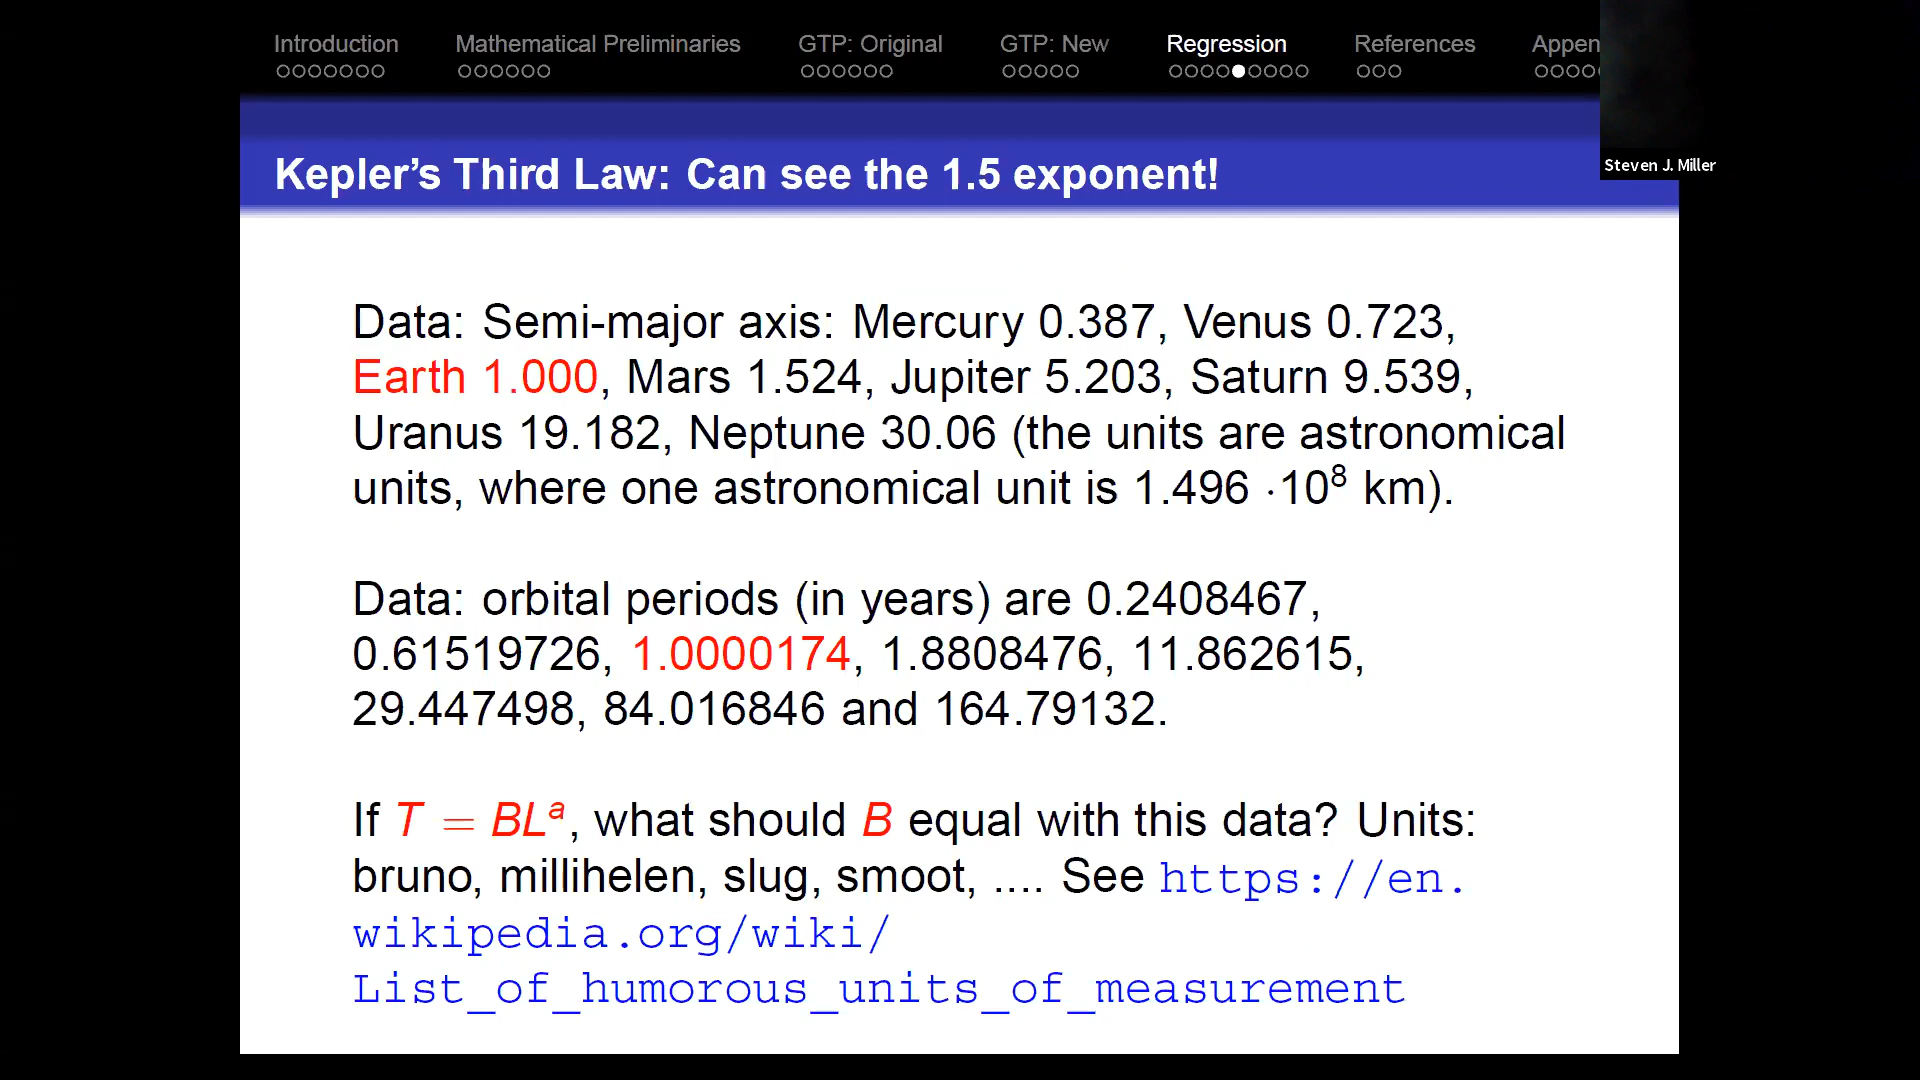 Introduction Mathematical Preliminaries GTP: Original GTP: New Regression References Appen
Steven J. Miller
Kepler’s Third Law: Can see the 1.5 exponent!
Data: Semi-major axis: Mercury 0.387, Venus 0.723,
Earth 1.000, Mars 1.524, Jupiter 5.203, Saturn 9.539,
Uranus 19.182, Neptune 30.06 (the units are astronomical
units, where one astronomical unit is 1.496 ·10⁸ km).
Data: orbital periods (in years) are 0.2408467,
0.61519726, 1.0000174, 1.8808476, 11.862615,
29.447498, 84.016846 and 164.79132.
If T = BLᵃ, what should B equal with this data? Units:
bruno, millihelen, slug, smoot, .... See https://en.
wikipedia.org/wiki/
List_of_humorous_units_of_measurement